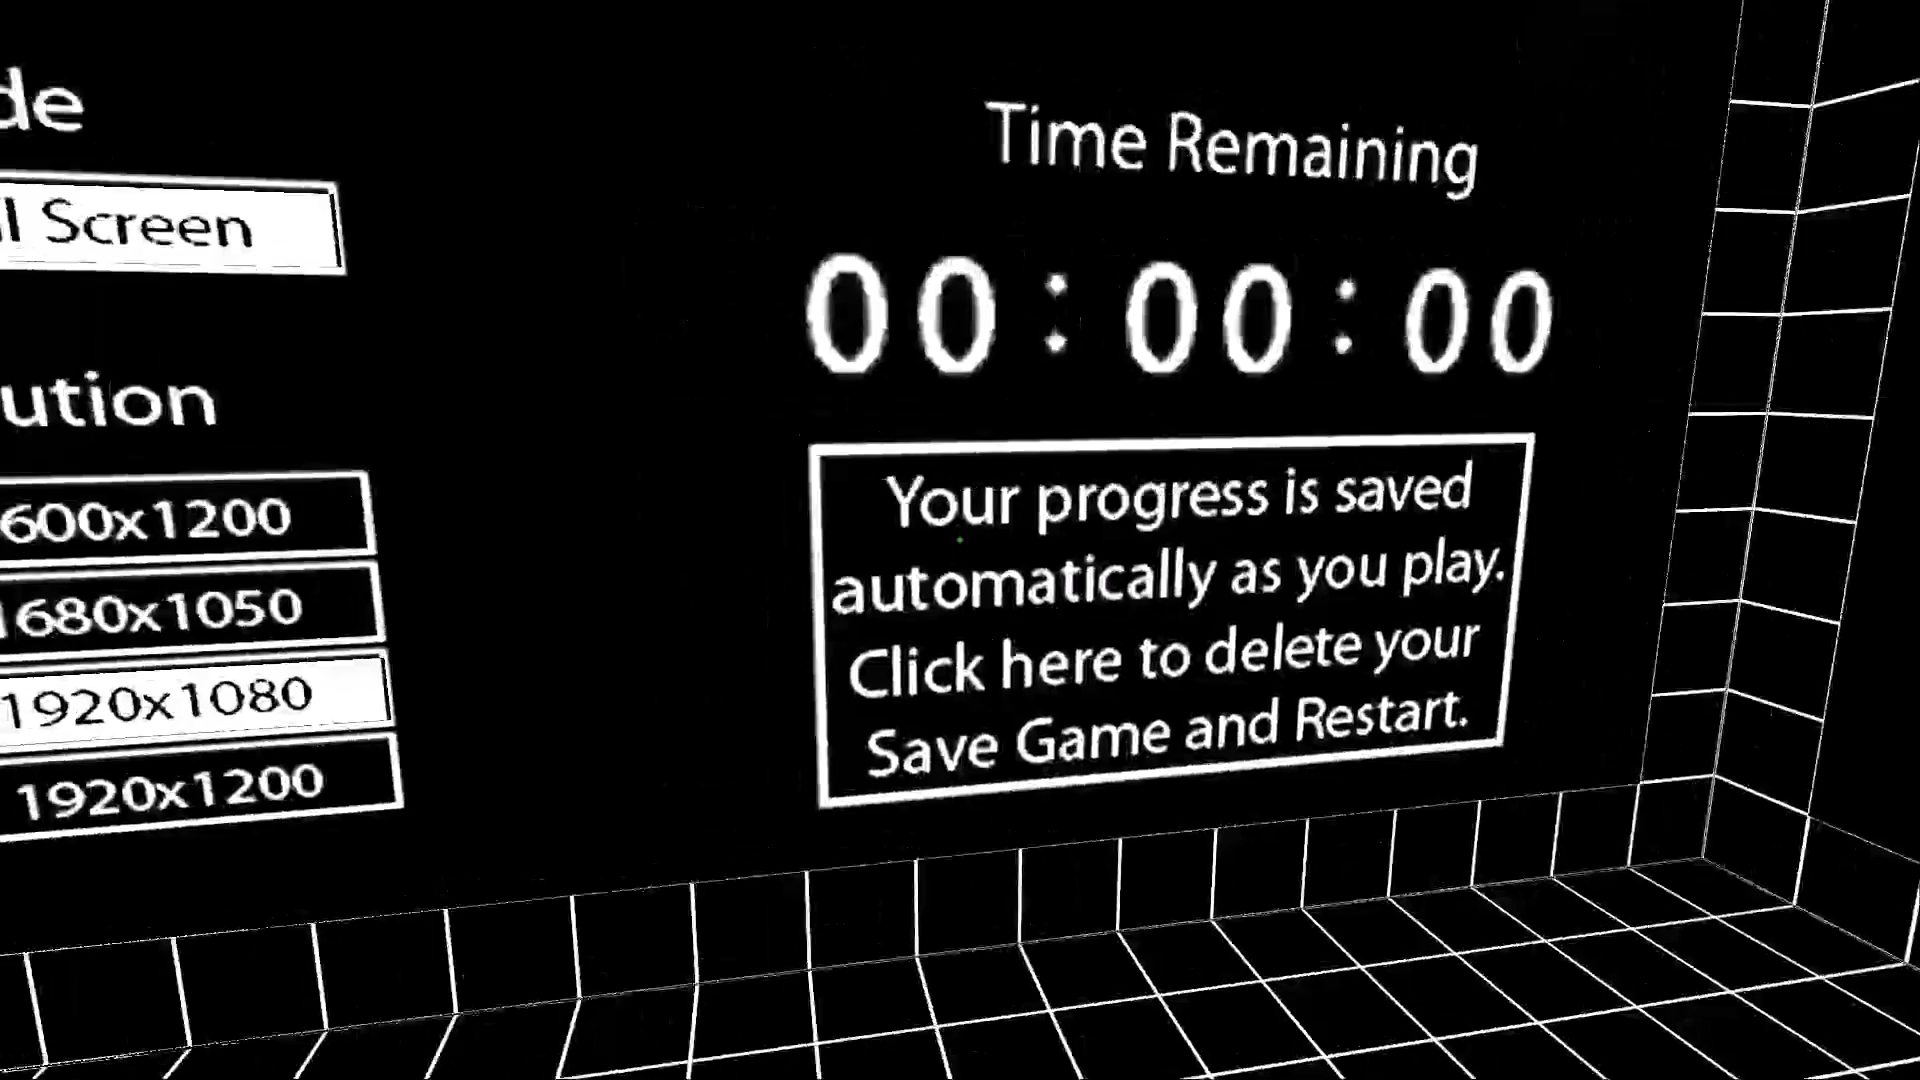 de
l Screen
ution
600x1200
1680x1050
1920x1080
1920x1200
Time Remaining
00:00:00
Your progress is saved
automatically as you play.
Click here to delete your
Save Game and Restart.